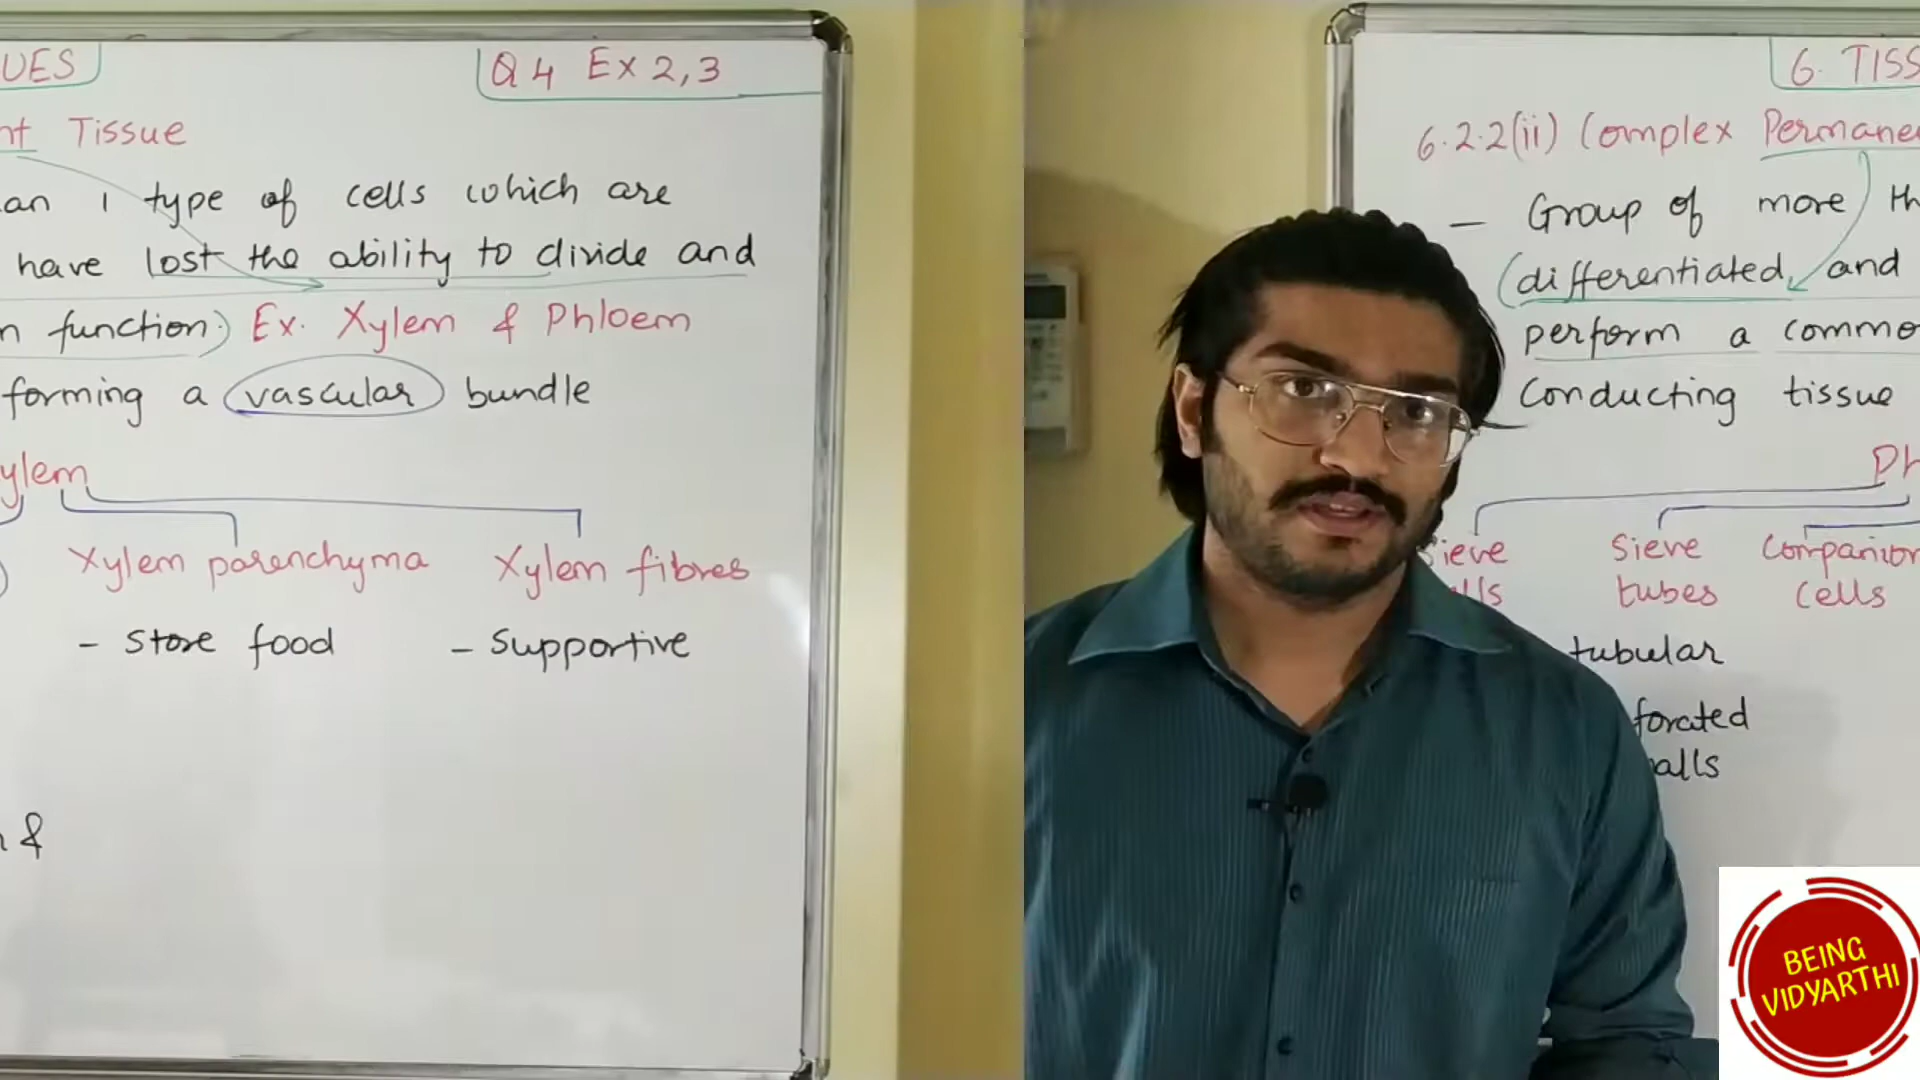 UES
Q4 Ex 2,3
Tissue
an 1 type of cells which are
have lost the ability to divide and
n function) Ex. Xylem & Phloem
forming a vascular bundle
ylem
Xylem parenchyma Xylem fibres
- Store food - Supportive
&
6. TISS
6.2.2(ii) Complex Permane
- Group of more th
(differentiated and
perform a commo
Conducting tissue
Ph
ieve Sieve Companion
lls tubes cells
tubular
forated
alls
BEING
VIDYARTHI